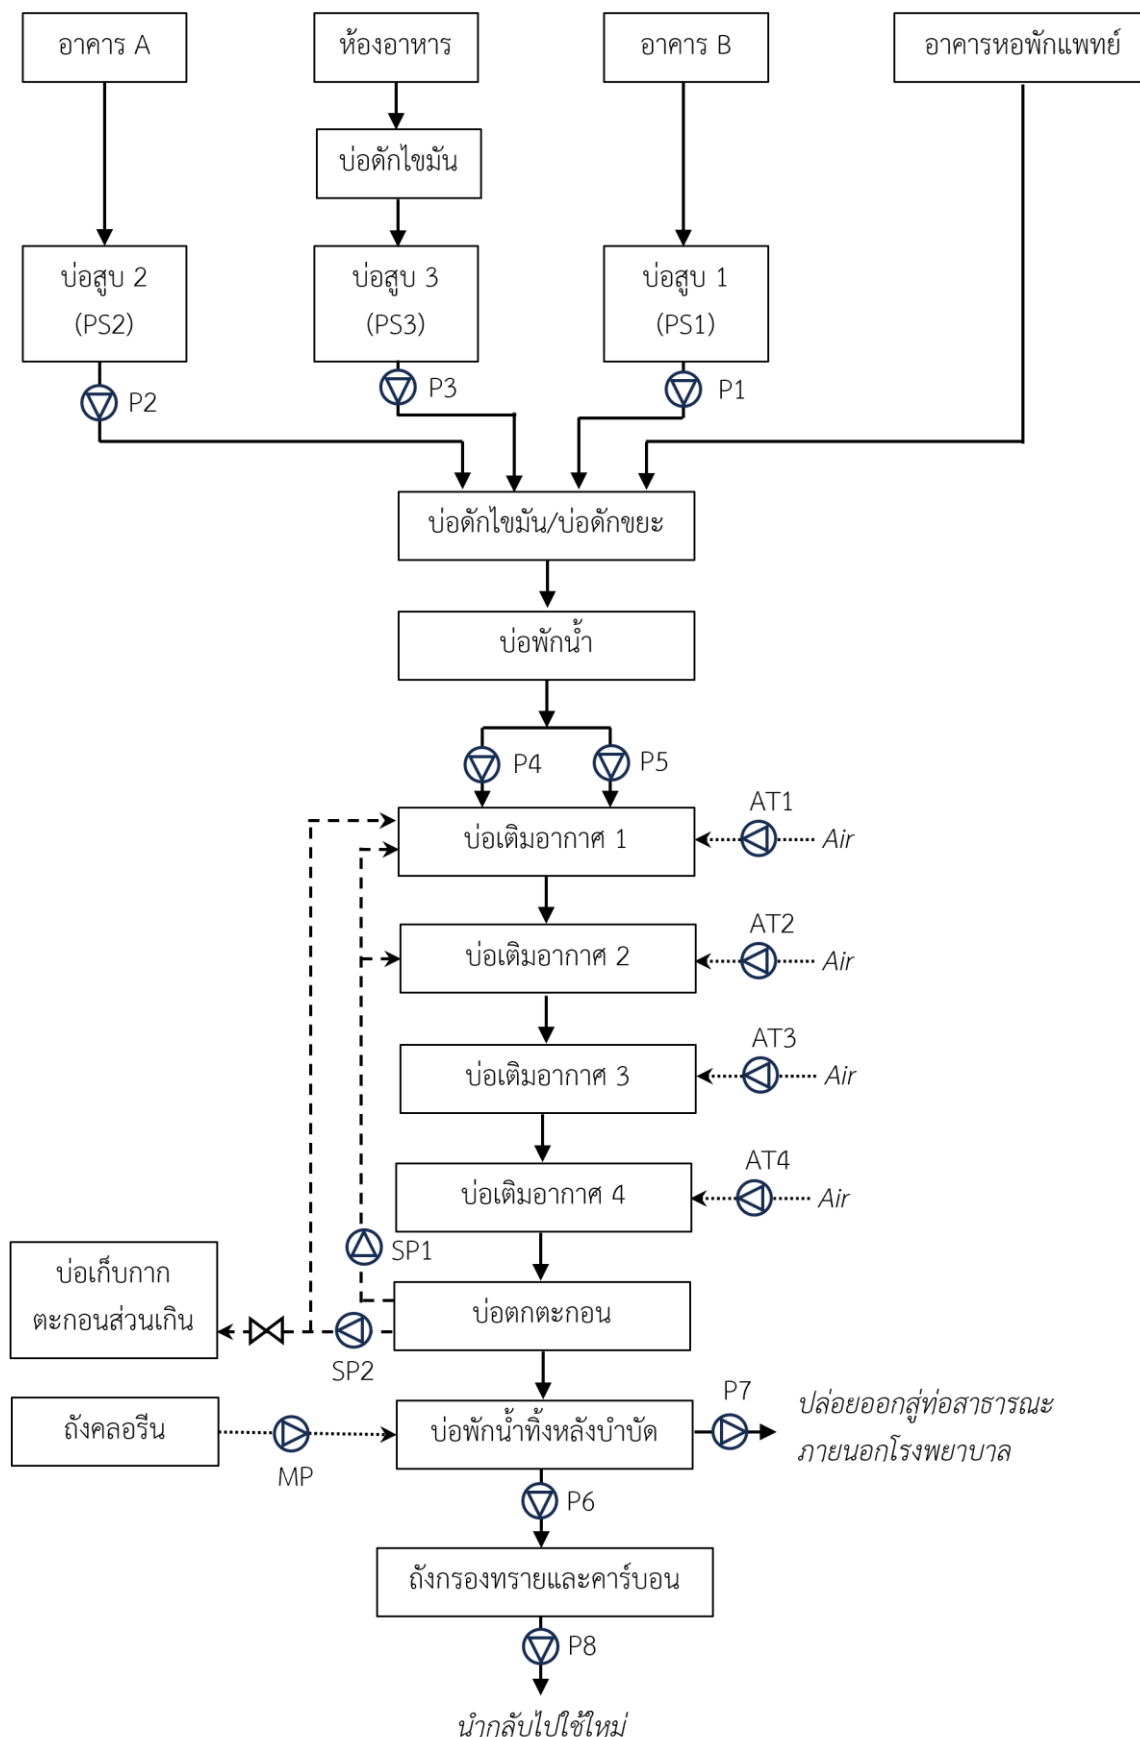 อาคาร A
ห้องอาหาร
อาคาร B
อาคารหอพักแพทย์
บ่อดักไขมัน
บ่อสูบ 2
(PS2)
บ่อสูบ 3
(PS3)
บ่อสูบ 1
(PS1)
P2
P3
P1
บ่อดักไขมัน/บ่อดักขยะ
บ่อพักน้ำ
P4
P5
บ่อเติมอากาศ 1
AT1
Air
บ่อเติมอากาศ 2
AT2
Air
บ่อเติมอากาศ 3
AT3
Air
บ่อเติมอากาศ 4
AT4
Air
SP1
บ่อเก็บกาก
ตะกอนส่วนเกิน
บ่อตกตะกอน
SP2
ถังคลอรีน
MP
บ่อพักน้ำทิ้งหลังบำบัด
P7
ปล่อยออกสู่ท่อสาธารณะ
ภายนอกโรงพยาบาล
P6
ถังกรองทรายและคาร์บอน
P8
นำกลับไปใช้ใหม่